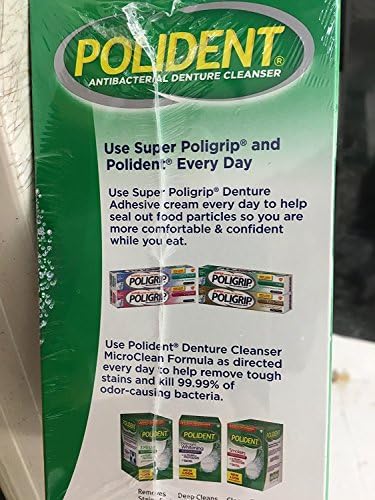 POLIDENT®
ANTIBACTERIAL DENTURE CLEANSER
Use Super Poligrip® and
Polident® Every Day
Use Super Poligrip® Denture
Adhesive cream every day to help
seal out food particles so you are
more comfortable & confident
while you eat.
POLIGRIP POLIGRIP
POLIGRIP POLIGRIP
Use Polident® Denture Cleanser
MicroClean Formula as directed
every day to help remove tough
stains and kill 99.99% of
odor-causing bacteria.
POLIDENT POLIDENT POLIDENT
Removes Deep Cleans